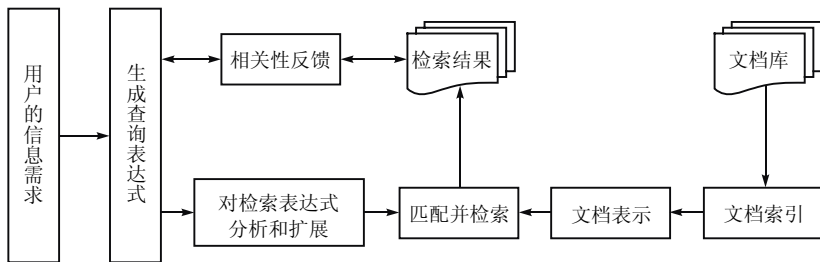 用户的信息需求
生成查询表达式
相关性反馈
检索结果
文档库
对检索表达式
分析和扩展
匹配并检索
文档表示
文档索引